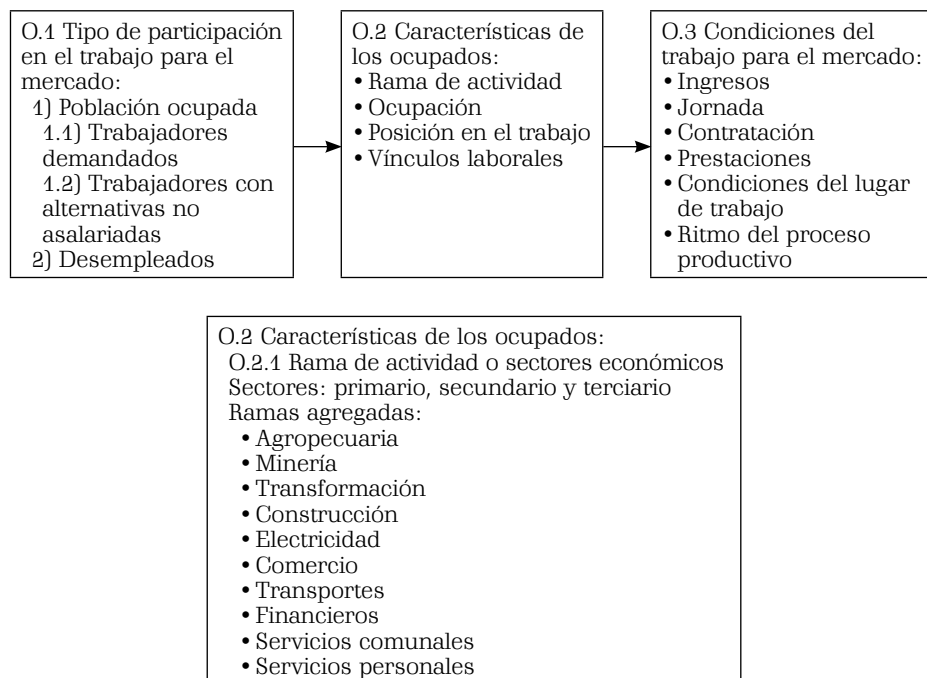 O.1 Tipo de participación
en el trabajo para el
mercado:
1) Población ocupada
1.1) Trabajadores
demandados
1.2) Trabajadores con
alternativas no
asalariadas
2) Desempleados
O.2 Características de
los ocupados:
• Rama de actividad
• Ocupación
• Posición en el trabajo
• Vínculos laborales
O.3 Condiciones del
trabajo para el mercado:
• Ingresos
• Jornada
• Contratación
• Prestaciones
• Condiciones del lugar
de trabajo
• Ritmo del proceso
productivo
O.2 Características de los ocupados:
O.2.1 Rama de actividad o sectores económicos
Sectores: primario, secundario y terciario
Ramas agregadas:
• Agropecuaria
• Minería
• Transformación
• Construcción
• Electricidad
• Comercio
• Transportes
• Financieros
• Servicios comunales
• Servicios personales